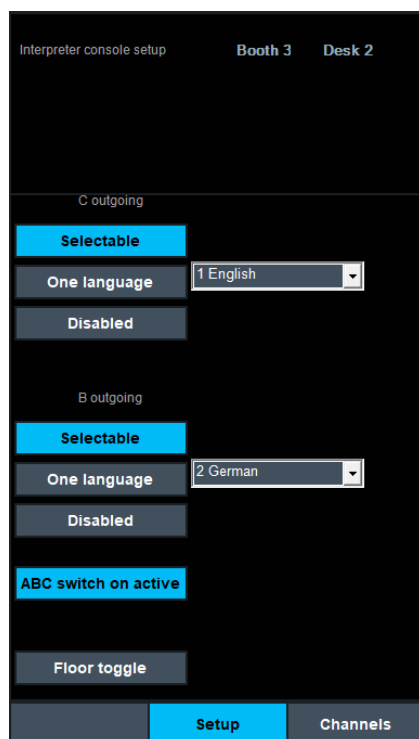 Interpreter console setup Booth 3 Desk 2
C outgoing
Selectable
One language 1 English
Disabled
B outgoing
Selectable
One language 2 German
Disabled
ABC switch on active
Floor toggle
Setup Channels